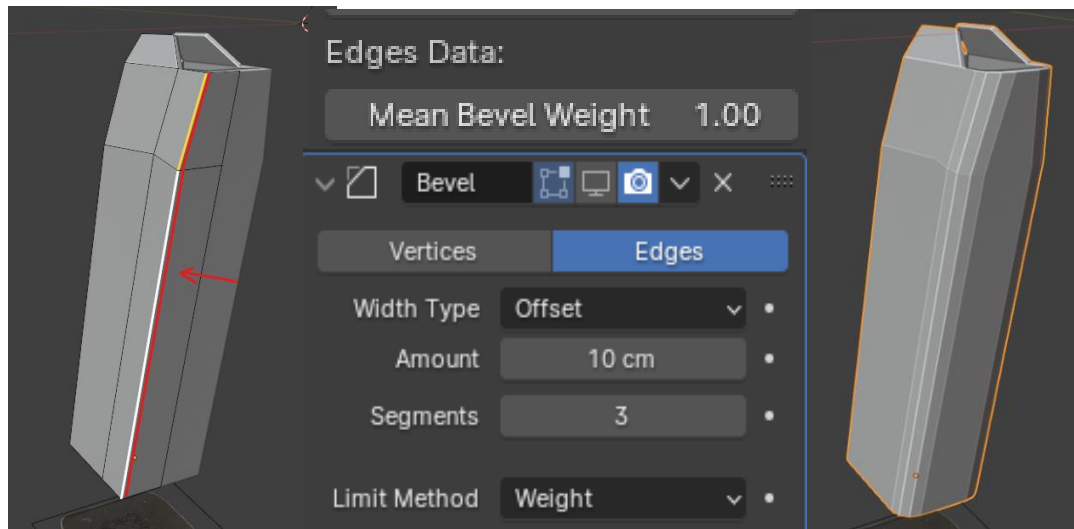 Edges Data:
Mean Bevel Weight 1.00
Bevel
Vertices Edges
Width Type Offset
Amount 10 cm
Segments 3
Limit Method Weight